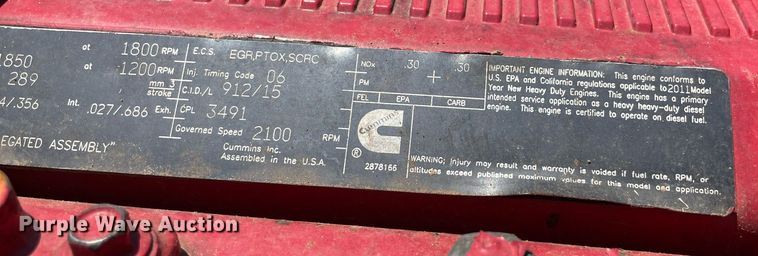 1850 at 1800 RPM
289 at 1200 RPM
4/.356 Int. .027/.686 Exh.
EGATED ASSEMBLY"
E.C.S. EGR,PTOX,SCRC
Inj. Timing Code 06
mm 3 stroke C.I.D./L 912/15
CPL 3491
Governed Speed 2100 RPM
Cummins Inc.
Assembled in the U.S.A.
NOx .30 + .30
PM
FEL EPA CARB
Cummins
®
2878166
IMPORTANT ENGINE INFORMATION: This engine conforms to
U.S. EPA and California regulations applicable to 2011 Model
Year New Heavy Duty Engines. This engine has a primary
intended service application as a heavy heavy-duty diesel
engine. This engine is certified to operate on diesel fuel.
WARNING: Injury may result and warranty is voided if fuel rate, RPM, or
altitudes exceed published maximum values for this model and application.
Purple Wave Auction